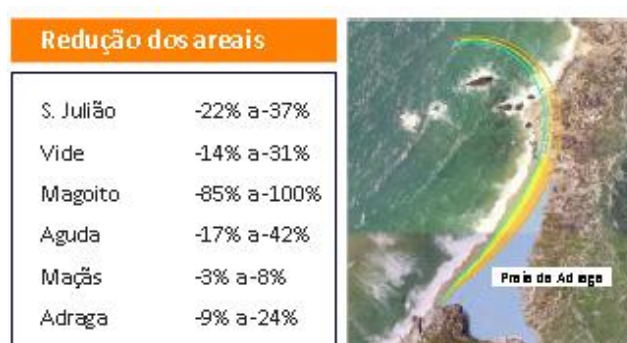 Redução dos areais
S. Julião -22% a -37%
Vide -14% a -31%
Magoito -85% a -100%
Aguda -17% a -42%
Maçãs -3% a -8%
Adraga -9% a -24%
Praia da Adraga